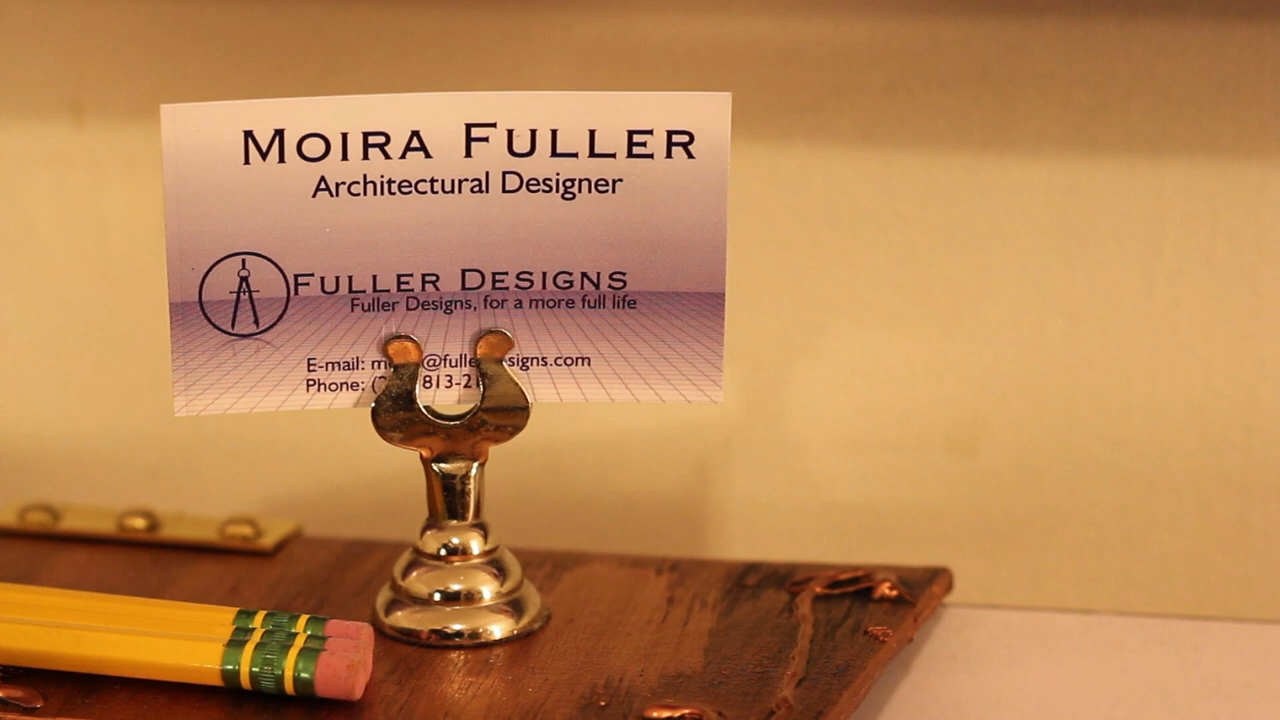 MOIRA FULLER
Architectural Designer
FULLER DESIGNS
Fuller Designs, for a more full life
E-mail:
Phone: